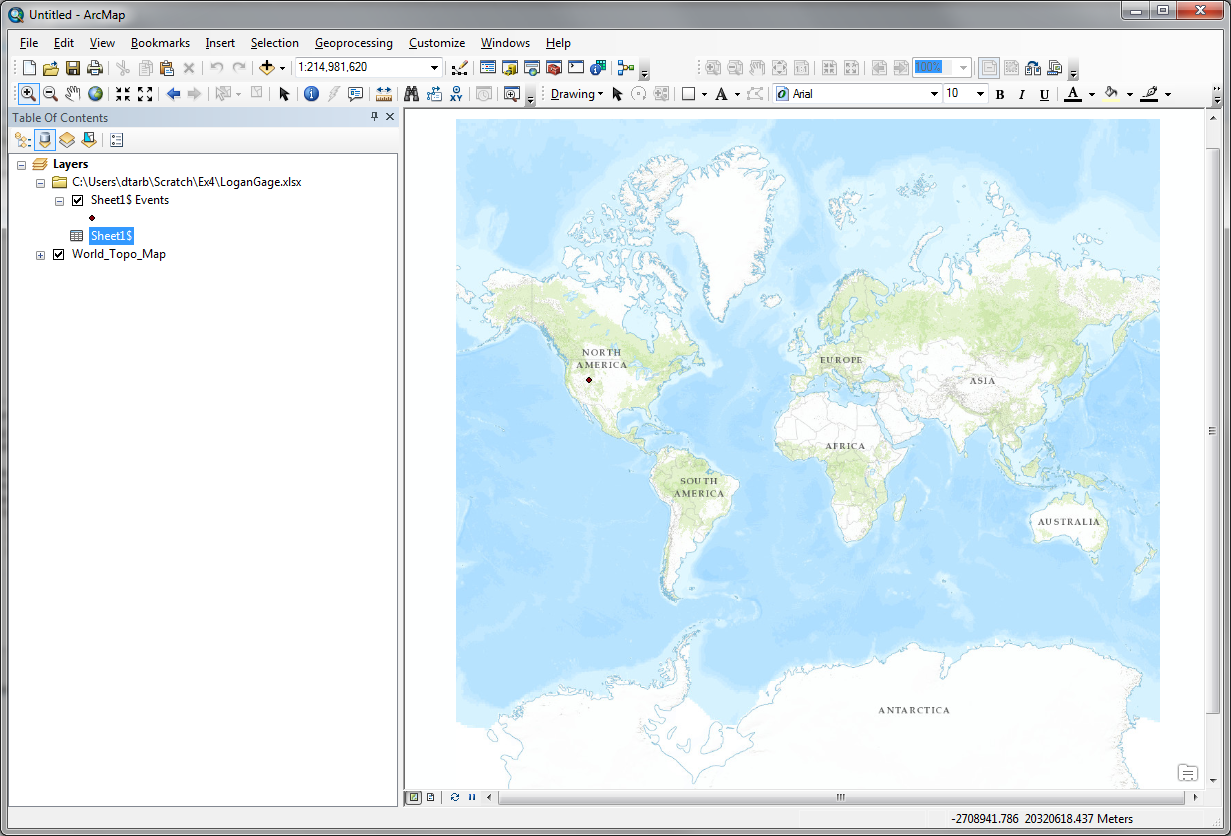 Untitled - ArcMap
File Edit View Bookmarks Insert Selection Geoprocessing Customize Windows Help
1:214,981,620 100%
Drawing A Arial 10 B I U A
Table Of Contents
Layers
C:\Users\dtarb\Scratch\Ex4\LoganGage.xlsx
Sheet1$ Events
Sheet1$
World_Topo_Map
NORTH
AMERICA
EUROPE
ASIA
AFRICA
SOUTH
AMERICA
AUSTRALIA
ANTARCTICA
-2708941.786 20320618.437 Meters